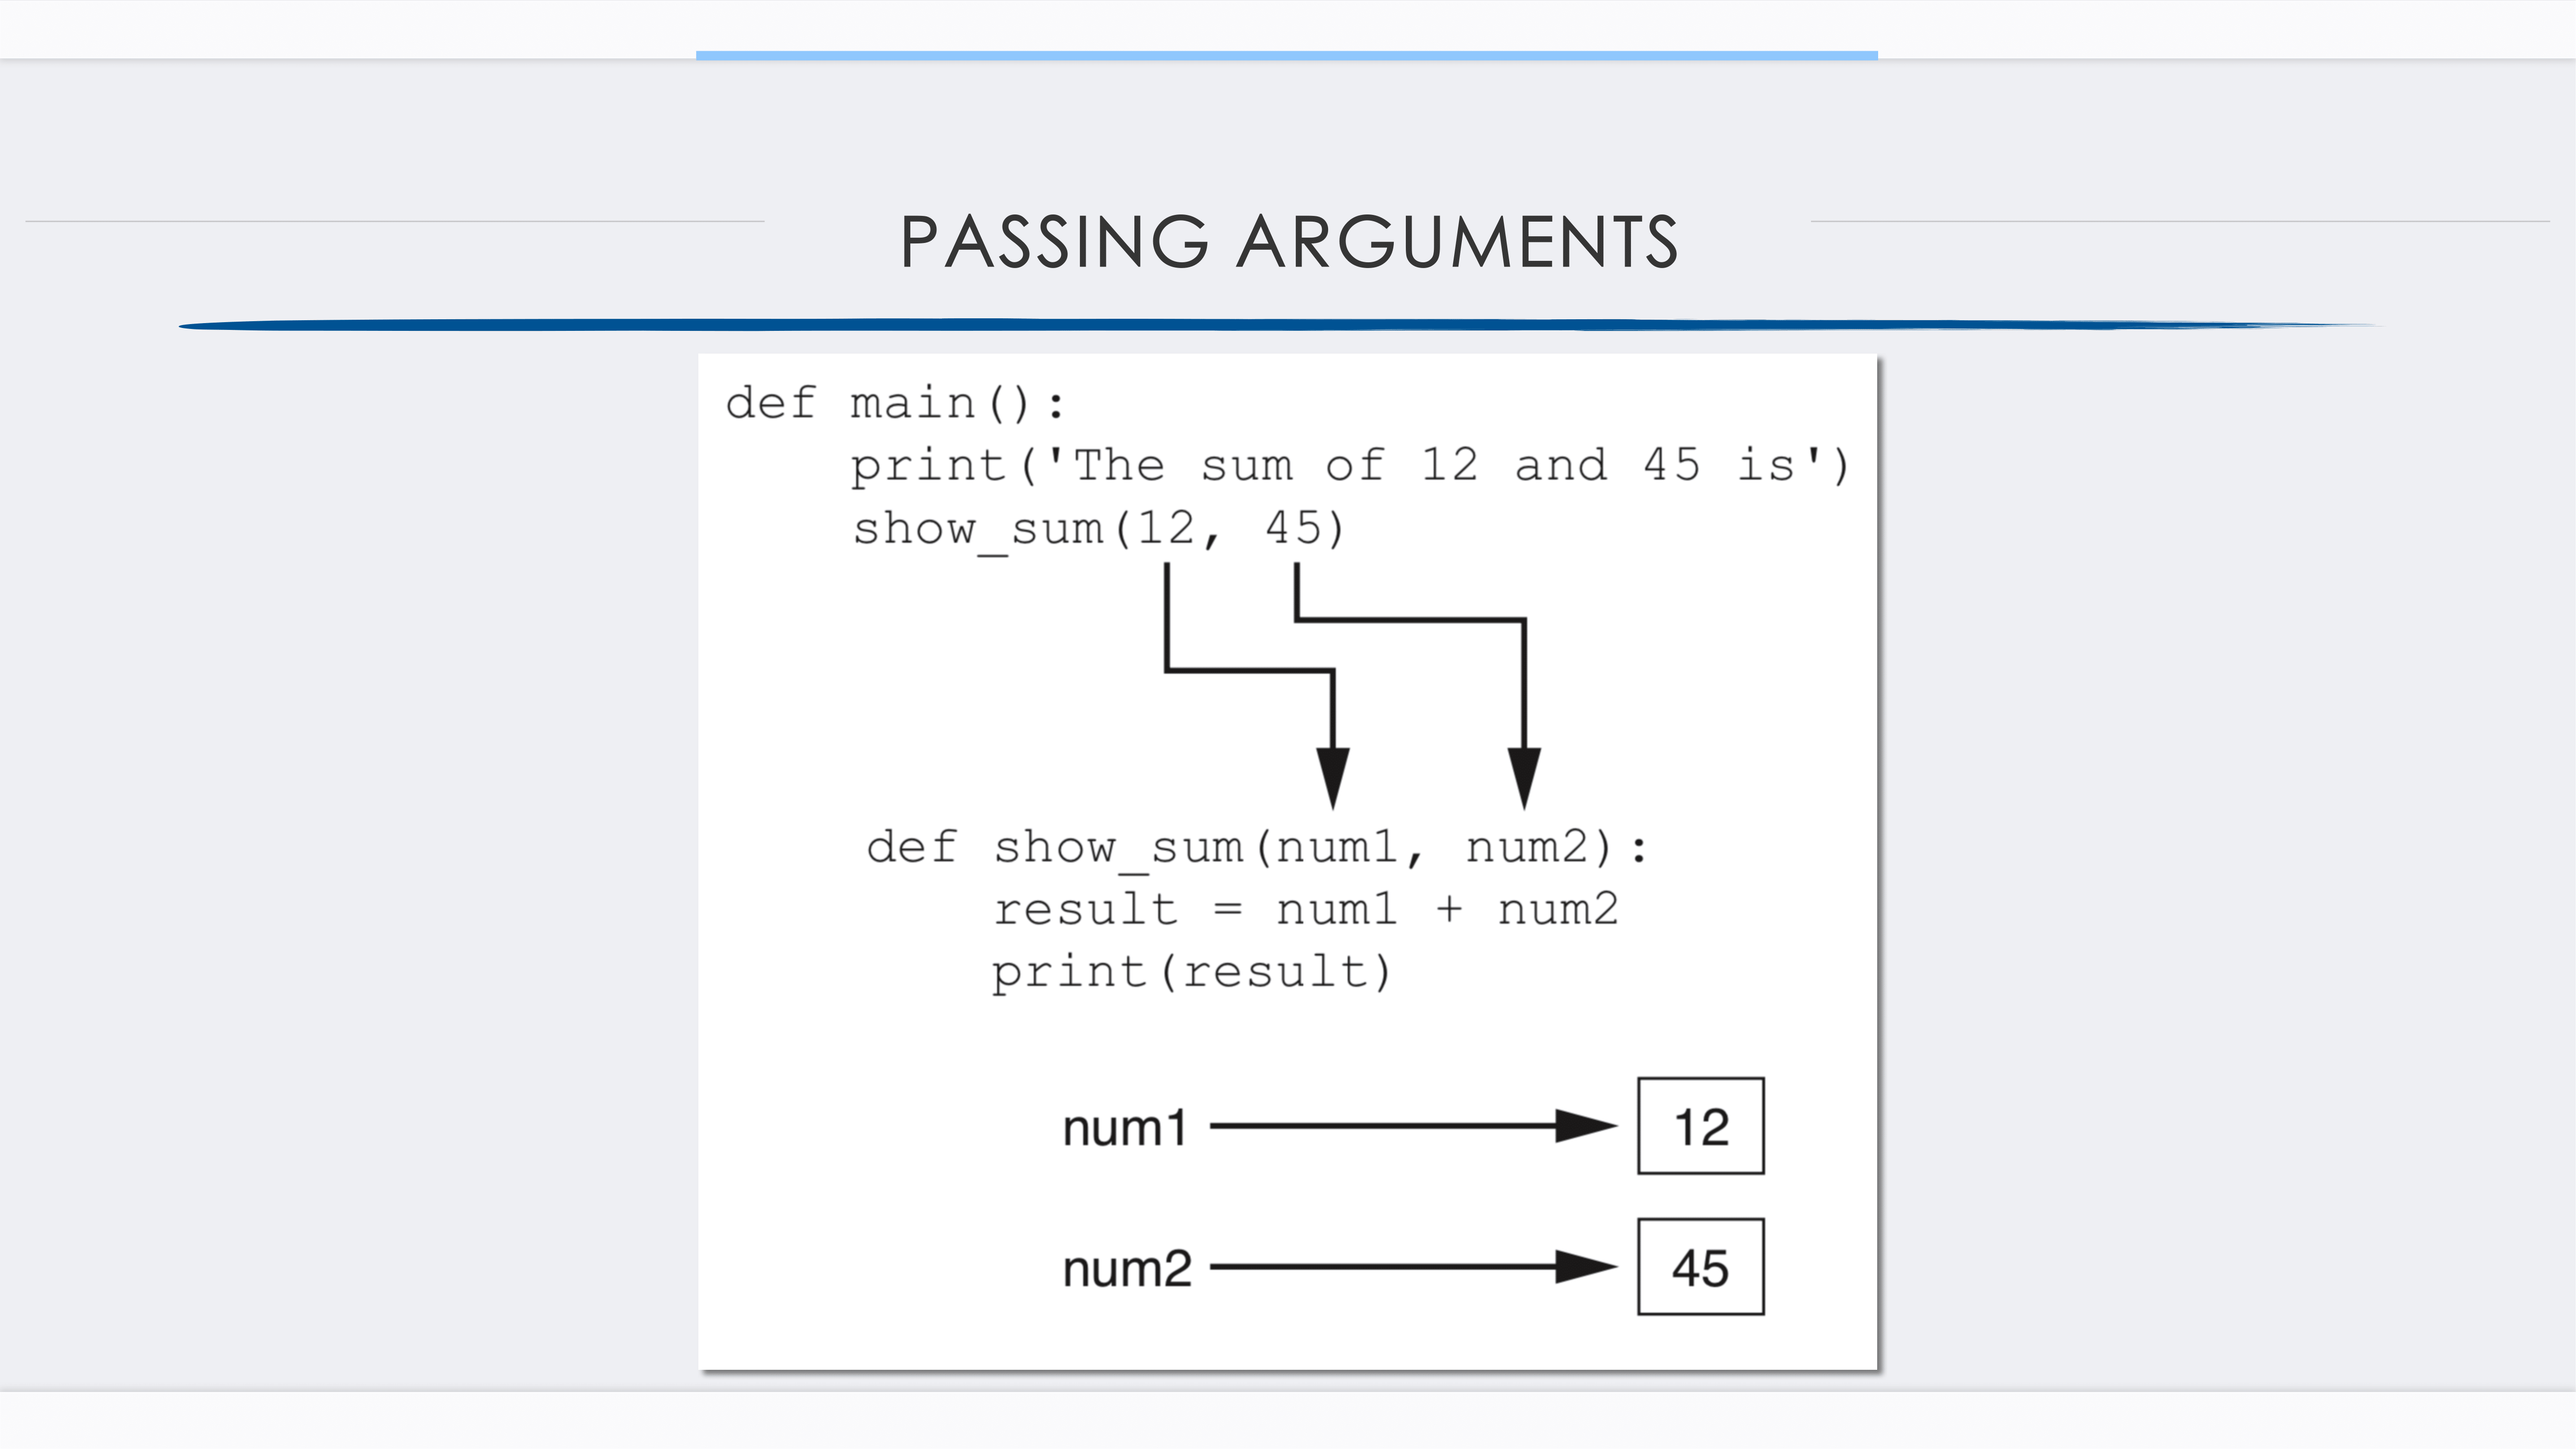 PASSING ARGUMENTS
def main():
    print('The sum of 12 and 45 is')
    show_sum(12, 45)
def show_sum(num1, num2):
    result = num1 + num2
    print(result)
num1 12
num2 45